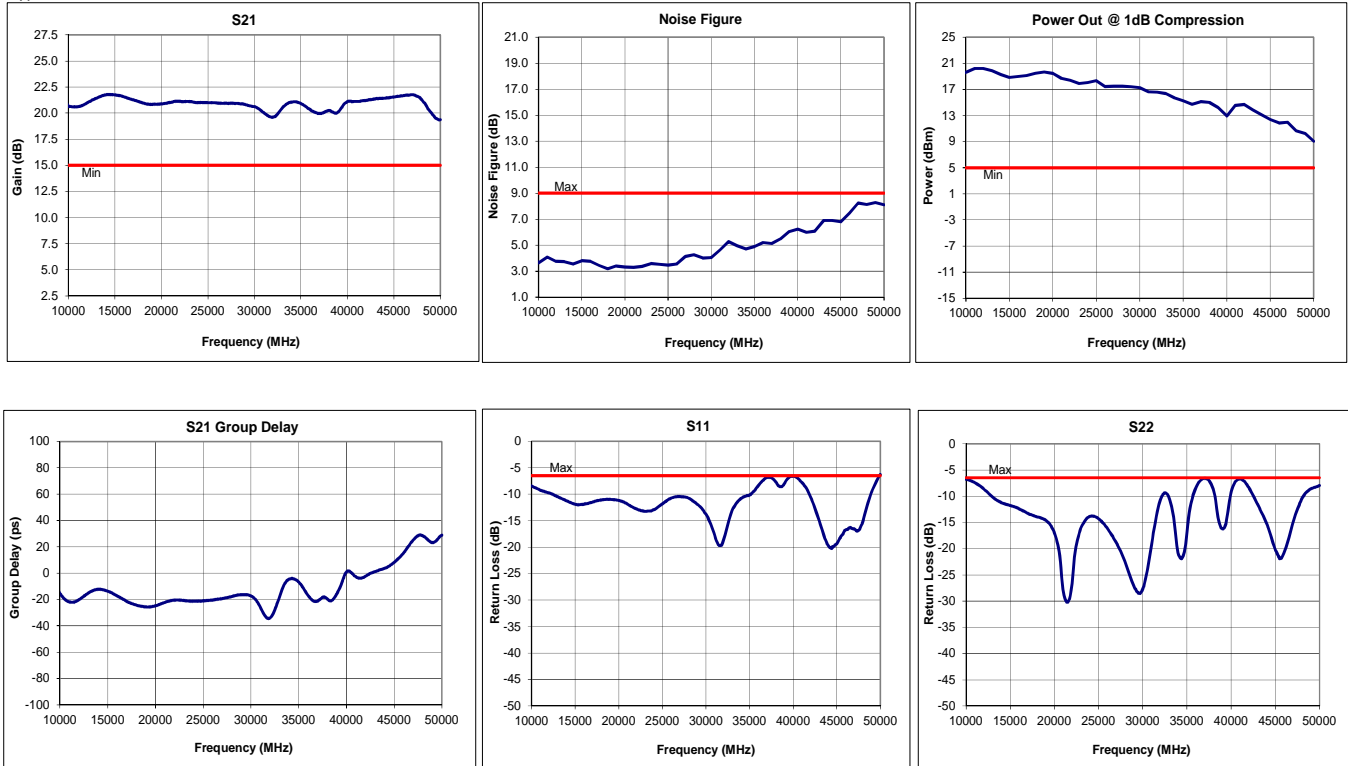 S21
27.5
25.0
22.5
20.0
17.5
15.0
12.5
10.0
7.5
5.0
2.5
Gain (dB)
Min
10000 15000 20000 25000 30000 35000 40000 45000 50000
Frequency (MHz)
Noise Figure
21.0
19.0
17.0
15.0
13.0
11.0
9.0
7.0
5.0
3.0
1.0
Noise Figure (dB)
Max
10000 15000 20000 25000 30000 35000 40000 45000 50000
Frequency (MHz)
Power Out @ 1dB Compression
25
21
17
13
9
5
1
-3
-7
-11
-15
Power (dBm)
Min
10000 15000 20000 25000 30000 35000 40000 45000 50000
Frequency (MHz)
S21 Group Delay
100
80
60
40
20
0
-20
-40
-60
-80
-100
Group Delay (ps)
10000 15000 20000 25000 30000 35000 40000 45000 50000
Frequency (MHz)
S11
0
-5
-10
-15
-20
-25
-30
-35
-40
-45
-50
Return Loss (dB)
Max
10000 15000 20000 25000 30000 35000 40000 45000 50000
Frequency (MHz)
S22
0
-5
-10
-15
-20
-25
-30
-35
-40
-45
-50
Return Loss (dB)
Max
10000 15000 20000 25000 30000 35000 40000 45000 50000
Frequency (MHz)